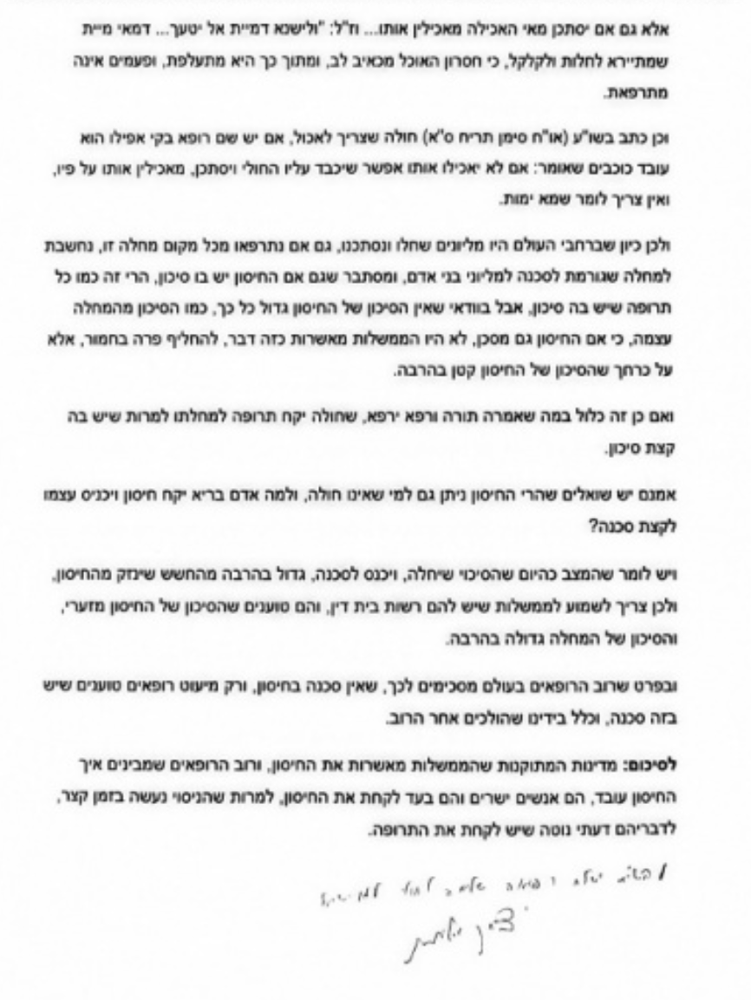 אלא גם אם יסתכן מאי האכילה מאכילין אותו... וז"ל: "ולישנא דמיית אל יטעך... דמאי מיית
שמתיירא לחלות ולקלקל, כי חסרון האוכל מכאיב לב, ומתוך כך היא מתעלפת, ופעמים אינה
מתרפאת.
וכן כתב בשו"ע (או"ח סימן תריח ס"א) חולה שצריך לאכול, אם יש שם רופא בקי אפילו הוא
עובד כוכבים שאומר: אם לא יאכילו אותו אפשר שיכבד עליו החולי ויסתכן, מאכילין אותו על פיו,
ואין צריך לומר שמא ימות.
ולכן כיון שברחבי העולם היו מליונים שחלו ונסתכנו, גם אם נתרפאו מכל מקום מחלה זו, נחשבת
למחלה שגורמת לסכנה למליוני בני אדם, ומסתבר שגם אם החיסון יש בו סיכון, הרי זה כמו כל
תרופה שיש בה סיכון, אבל בוודאי שאין הסיכון של החיסון גדול כל כך, כמו הסיכון מהמחלה
עצמה, כי אם החיסון גם מסכן, לא היו הממשלות מאשרות כזה דבר, להחליף פרה בחמור, אלא
על כרחך שהסיכון של החיסון קטן בהרבה.
ואם כן זה כלול במה שאמרה תורה ורפא ירפא, שחולה יקח תרופה למחלתו למרות שיש בה
קצת סיכון.
אמנם יש שואלים שהרי החיסון ניתן גם למי שאינו חולה, ולמה אדם בריא יקח חיסון ויכניס עצמו
לקצת סכנה?
ויש לומר שהמצב כהיום שהסיכוי שיחלה, ויכנס לסכנה, גדול בהרבה מהחשש שינזק מהחיסון,
ולכן צריך לשמוע לממשלות שיש להם רשות בית דין, והם טוענים שהסיכון של החיסון מזערי,
והסיכון של המחלה גדולה בהרבה.
ובפרט שרוב הרופאים בעולם מסכימים לכך, שאין סכנה בחיסון, ורק מיעוט רופאים טוענים שיש
בזה סכנה, וכלל בידינו שהולכים אחר הרוב.
לסיכום: מדינות המתוקנות שהממשלות מאשרות את החיסון, ורוב הרופאים שמבינים איך
החיסון עובד, הם אנשים ישרים והם בעד לקחת את החיסון, למרות שהניסוי נעשה בזמן קצר,
לדבריהם דעתי נוטה שיש לקחת את התרופה.